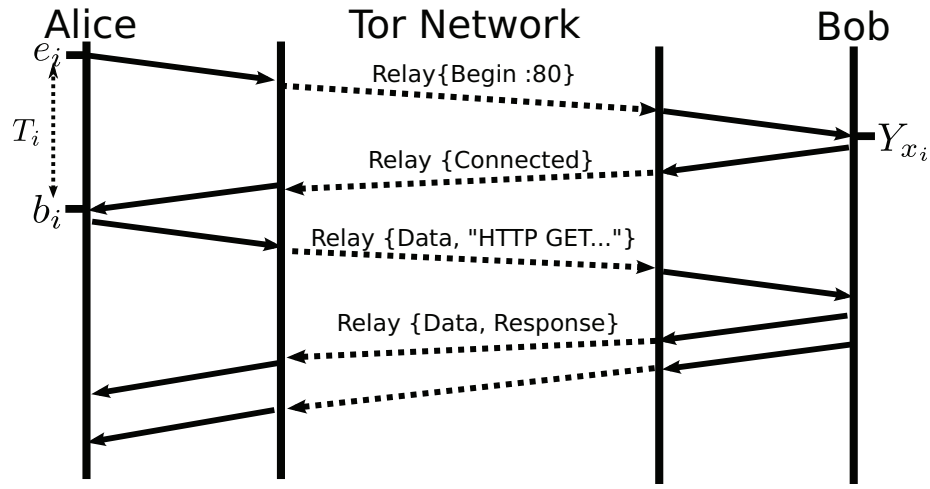 Alice Tor Network Bob
e_i
Relay{Begin :80}
T_i
Y_{x_i}
Relay {Connected}
b_i
Relay {Data, "HTTP GET..."}
Relay {Data, Response}